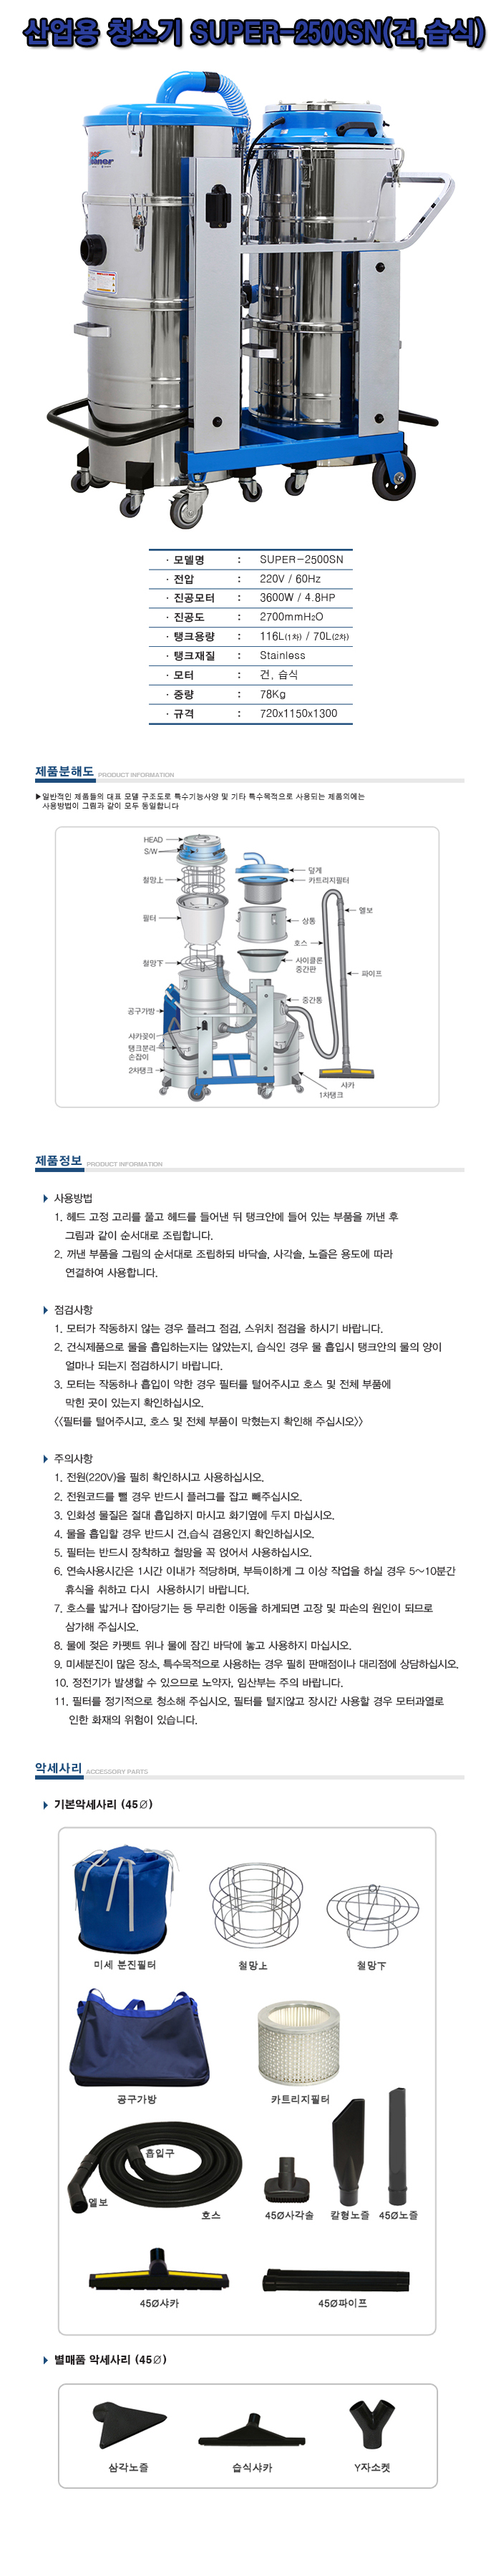 산업용 청소기 SUPER-2500SN(건,습식)
· 모델명 : SUPER-2500SN
· 전압 : 220V / 60Hz
· 진공모터 : 3600W / 4.8HP
· 진공도 : 2700mmH₂O
· 탱크용량 : 116L(1차) / 70L(2차)
· 탱크재질 : Stainless
· 모터 : 건, 습식
· 중량 : 78Kg
· 규격 : 720x1150x1300
제품분해도 PRODUCT INFORMATION
▶일반적인 제품들의 대표 모델 구조도로 특수기능사양 및 기타 특수목적으로 사용되는 제품외에는
사용방법이 그림과 같이 모두 동일합니다
HEAD
S/W
철망上
필터
철망下
공구가방
샤카꽂이
탱크분리
손잡이
2차탱크
덮게
카트리지필터
상통
사이클론
중간판
중간통
엘보
호스
파이프
샤카
1차탱크
제품정보 PRODUCT INFORMATION
사용방법
1. 헤드 고정 고리를 풀고 헤드를 들어낸 뒤 탱크안에 들어 있는 부품을 꺼낸 후
그림과 같이 순서대로 조립합니다.
2. 꺼낸 부품을 그림의 순서대로 조립하되 바닥솔, 사각솔, 노즐은 용도에 따라
연결하여 사용합니다.
점검사항
1. 모터가 작동하지 않는 경우 플러그 점검, 스위치 점검을 하시기 바랍니다.
2. 건식제품으로 물을 흡입하는지는 않았는지, 습식인 경우 물 흡입시 탱크안의 물의 양이
얼마나 되는지 점검하시기 바랍니다.
3. 모터는 작동하나 흡입이 약한 경우 필터를 털어주시고 호스 및 전체 부품에
막힌 곳이 있는지 확인하십시오.
<<필터를 털어주시고, 호스 및 전체 부품이 막혔는지 확인해 주십시오>>
주의사항
1. 전원(220V)을 필히 확인하시고 사용하십시오.
2. 전원코드를 뺄 경우 반드시 플러그를 잡고 빼주십시오.
3. 인화성 물질은 절대 흡입하지 마시고 화기옆에 두지 마십시오.
4. 물을 흡입할 경우 반드시 건,습식 겸용인지 확인하십시오.
5. 필터는 반드시 장착하고 철망을 꼭 얹어서 사용하십시오.
6. 연속사용시간은 1시간 이내가 적당하며, 부득이하게 그 이상 작업을 하실 경우 5~10분간
휴식을 취하고 다시 사용하시기 바랍니다.
7. 호스를 밟거나 잡아당기는 등 무리한 이동을 하게되면 고장 및 파손의 원인이 되므로
삼가해 주십시오.
8. 물에 젖은 카펫트 위나 물에 잠긴 바닥에 놓고 사용하지 마십시오.
9. 미세분진이 많은 장소, 특수목적으로 사용하는 경우 필히 판매점이나 대리점에 상담하십시오.
10. 정전기가 발생할 수 있으므로 노약자, 임산부는 주의 바랍니다.
11. 필터를 정기적으로 청소해 주십시오, 필터를 털지않고 장시간 사용할 경우 모터과열로
인한 화재의 위험이 있습니다.
악세사리 ACCESSORY PARTS
기본악세사리 (45Ø)
미세 분진필터
철망上
철망下
공구가방
카트리지필터
흡입구
엘보
호스
45Ø사각솔
칼형노즐
45Ø노즐
45Ø샤카
45Ø파이프
별매품 악세사리 (45Ø)
삼각노즐
습식샤카
Y자소켓